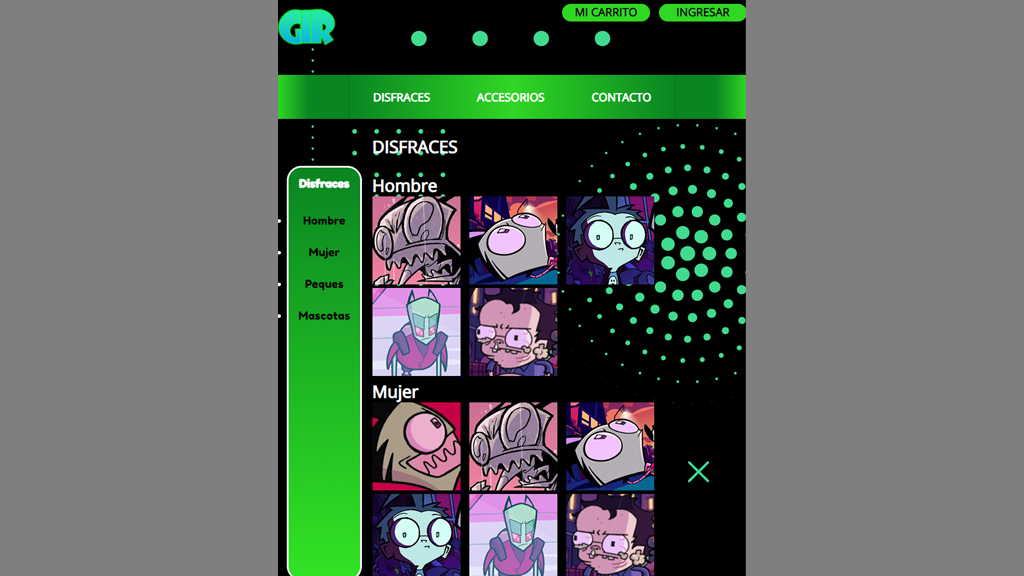 GIR
MI CARRITO
INGRESAR
DISFRACES
ACCESORIOS
CONTACTO
DISFRACES
Disfraces
Hombre
Mujer
Peques
Mascotas
Hombre
Mujer